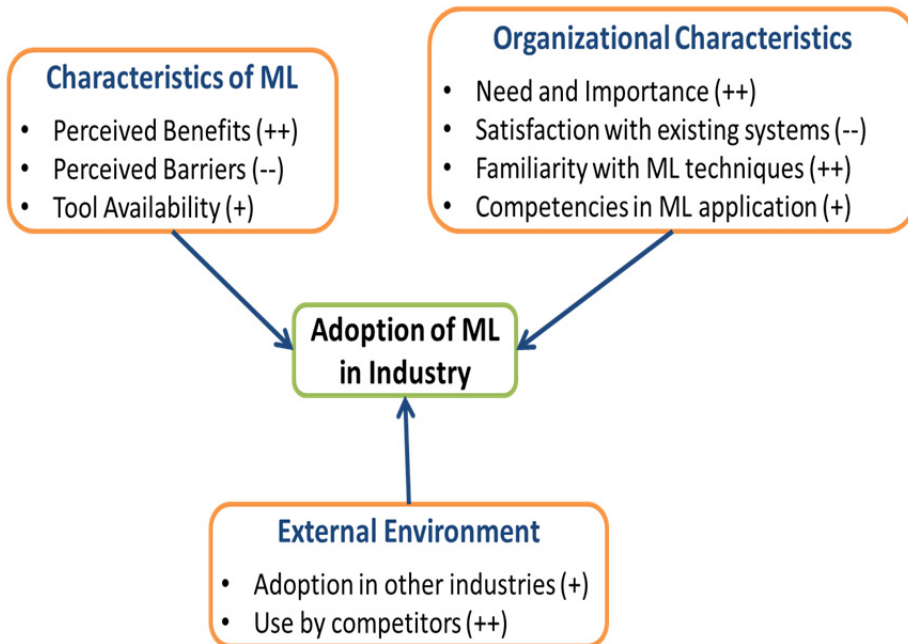 Characteristics of ML
• Perceived Benefits (++)
• Perceived Barriers (--)
• Tool Availability (+)
Organizational Characteristics
• Need and Importance (++)
• Satisfaction with existing systems (--)
• Familiarity with ML techniques (++)
• Competencies in ML application (+)
Adoption of ML
in Industry
External Environment
• Adoption in other industries (+)
• Use by competitors (++)